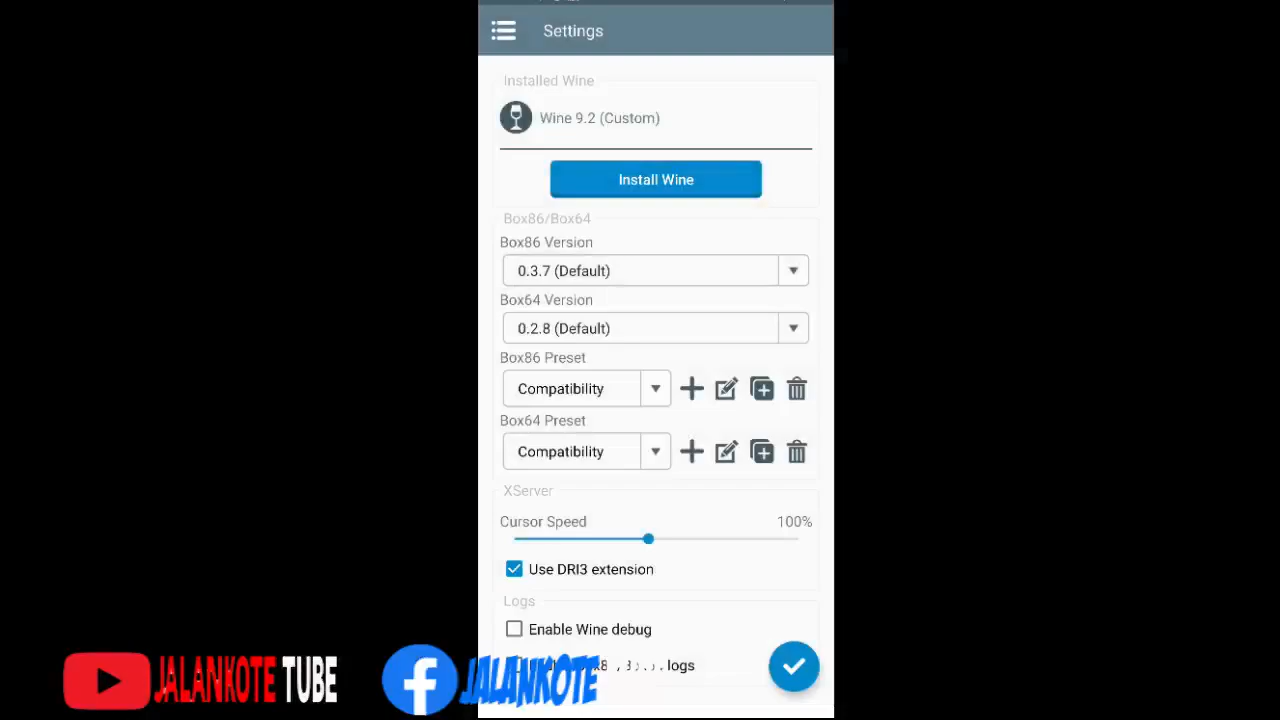 Settings
Installed Wine
Wine 9.2 (Custom)
Install Wine
Box86/Box64
Box86 Version
0.3.7 (Default)
Box64 Version
0.2.8 (Default)
Box86 Preset
Compatibility
Box64 Preset
Compatibility
XServer
Cursor Speed 100%
Use DRI3 extension
Logs
Enable Wine debug
logs
JALANKOTE TUBE
JALANKOTE